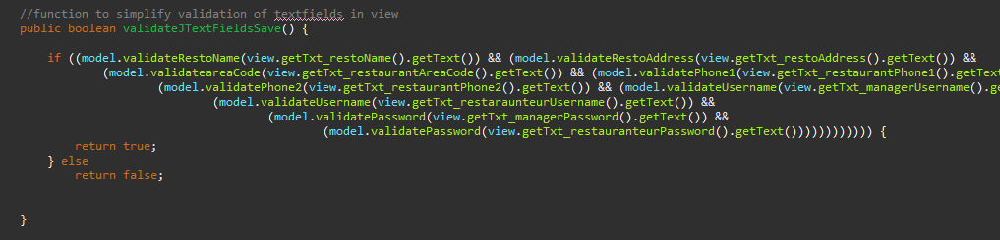 //function to simplify validation of textfields in view
public boolean validateJTextFieldsSave() {
if ((model.validateRestoName(view.getTxt_restoName().getText()) && (model.validateRestoAddress(view.getTxt_restoAddress().getText()) &&
(model.validateareaCode(view.getTxt_restaurantAreaCode().getText()) && (model.validatePhone1(view.getTxt_restaurantPhone1().getText
(model.validatePhone2(view.getTxt_restaurantPhone2().getText()) && (model.validateUsername(view.getTxt_managerUsername().ge
(model.validateUsername(view.getTxt_restaraunteurUsername().getText()) &&
(model.validatePassword(view.getTxt_managerPassword().getText()) &&
(model.validatePassword(view.getTxt_restauranteurPassword().getText()))))))))))) {
return true;
} else
return false;
}